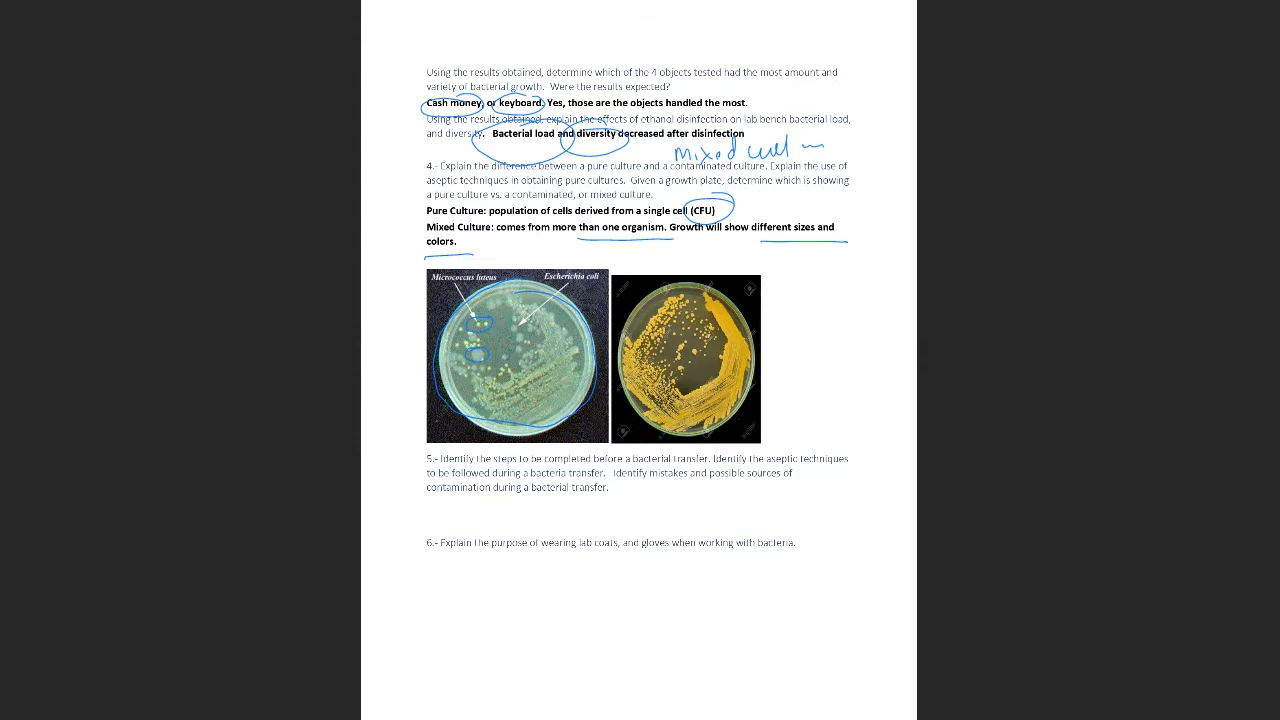 Using the results obtained, determine which of the 4 objects tested had the most amount and
variety of bacterial growth. Were the results expected?
Cash money, or keyboard. Yes, those are the objects handled the most.
Using the results obtained, explain the effects of ethanol disinfection on lab bench bacterial load,
and diversity. Bacterial load and diversity decreased after disinfection
Mixed cul
4.- Explain the difference between a pure culture and a contaminated culture. Explain the use of
aseptic techniques in obtaining pure cultures. Given a growth plate, determine which is showing
a pure culture vs. a contaminated, or mixed culture.
Pure Culture: population of cells derived from a single cell (CFU)
Mixed Culture: comes from more than one organism. Growth will show different sizes and
colors.
Micrococcus luteus Escherichia coli
5.- Identify the steps to be completed before a bacterial transfer. Identify the aseptic techniques
to be followed during a bacteria transfer. Identify mistakes and possible sources of
contamination during a bacterial transfer.
6.- Explain the purpose of wearing lab coats, and gloves when working with bacteria.